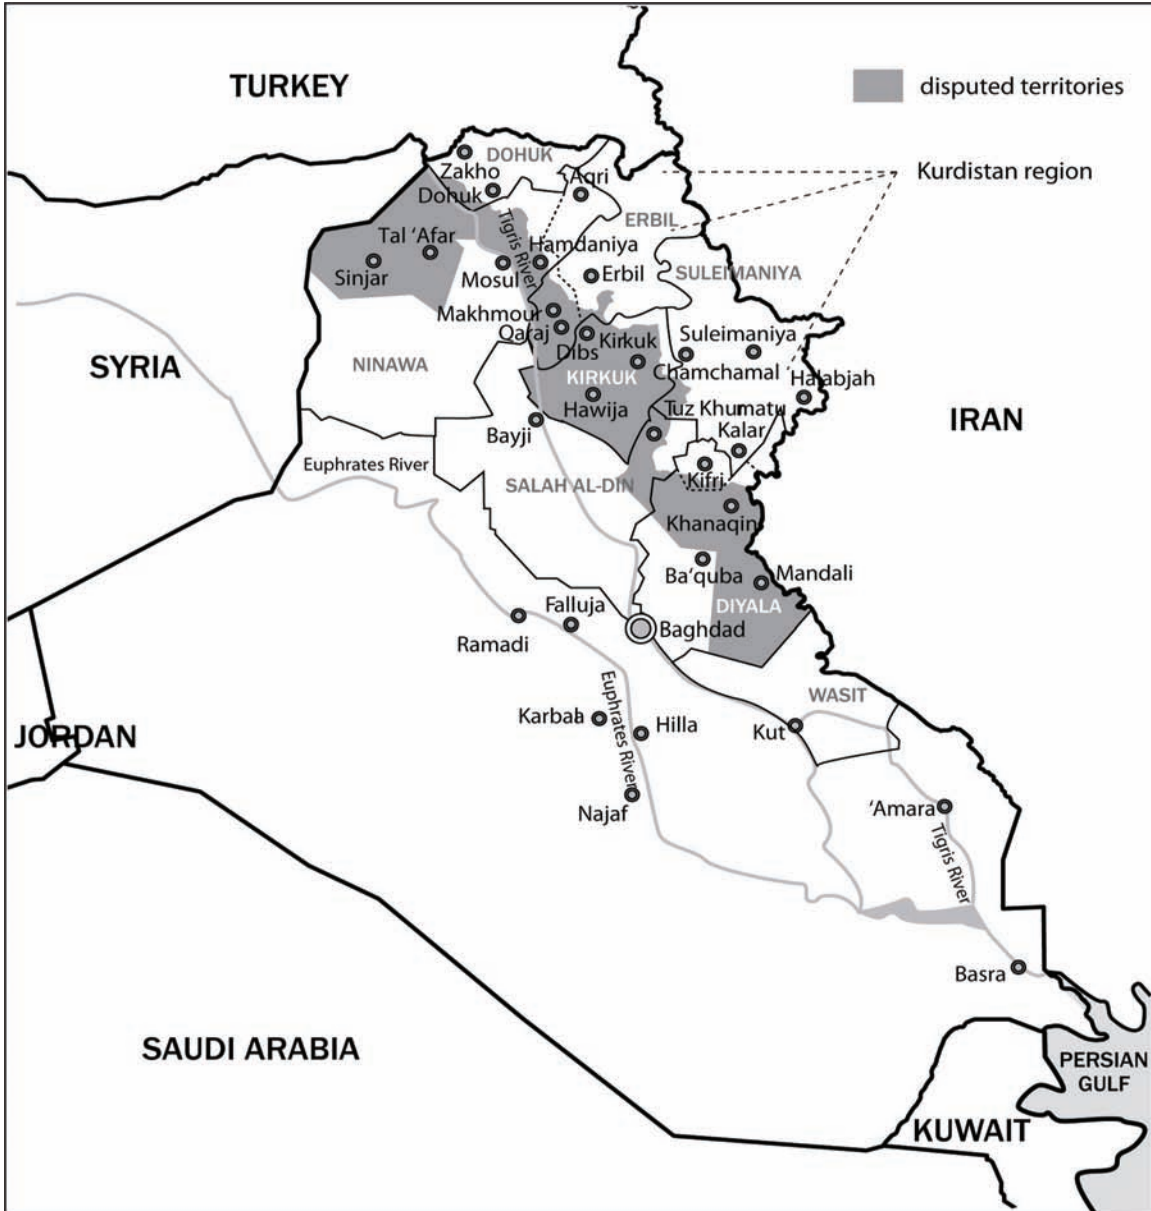 TURKEY
disputed territories
DOHUK
Zakho
Dohuk
Aqri
Kurdistan region
ERBIL
Tigris River
Tal ‘Afar
Hamdaniya
Sinjar
Mosul
Erbil
SULEIMANIYA
Makhmour
Qaraj
Dibs
Kirkuk
Suleimaniya
SYRIA
NINAWA
KIRKUK
Chamchamal
Halabjah
Hawija
Tuz Khumatu
IRAN
Bayji
Kalar
Euphrates River
SALAH AL-DIN
Kifri
Khanaqin
Ba‘quba
Mandali
DIYALA
Falluja
Ramadi
Baghdad
WASIT
Euphrates River
Karbala
Hilla
Kut
JORDAN
Najaf
‘Amara
Tigris River
Basra
SAUDI ARABIA
PERSIAN
GULF
KUWAIT